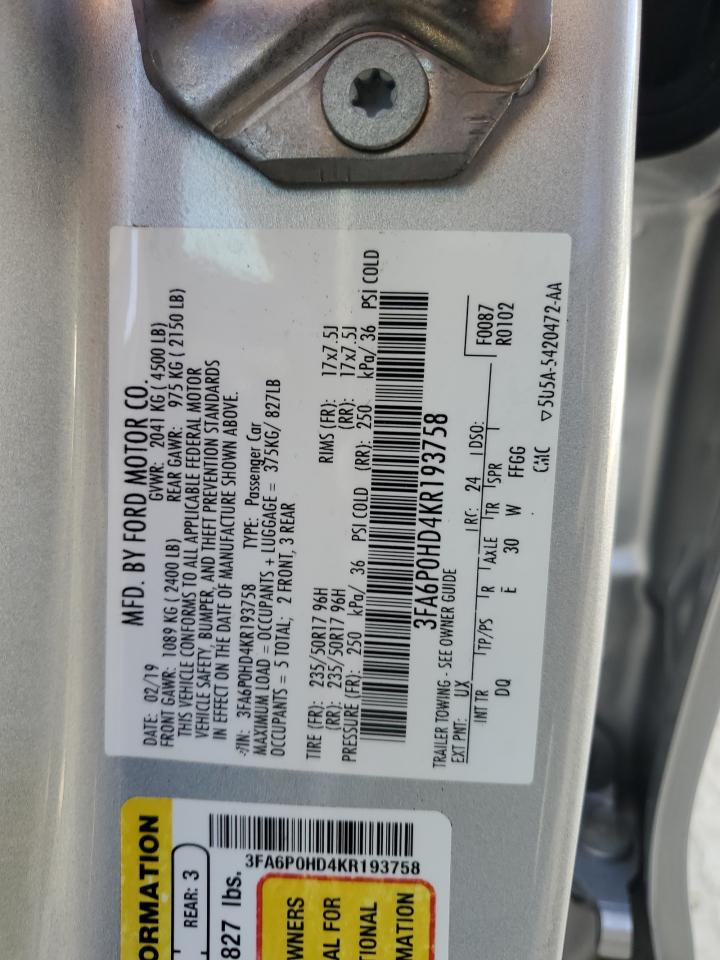 MFD. BY FORD MOTOR CO.
DATE: 02/19 GVWR: 2041 KG ( 4500 LB)
FRONT GAWR: 1089 KG ( 2400 LB) REAR GAWR: 975 KG ( 2150 LB)
THIS VEHICLE CONFORMS TO ALL APPLICABLE FEDERAL MOTOR
VEHICLE SAFETY, BUMPER, AND THEFT PREVENTION STANDARDS
IN EFFECT ON THE DATE OF MANUFACTURE SHOWN ABOVE.
VIN: 3FA6P0HD4KR193758 TYPE: Passenger Car
MAXIMUM LOAD = OCCUPANTS + LUGGAGE = 375KG/ 827LB
OCCUPANTS = 5 TOTAL; 2 FRONT, 3 REAR
TIRE (FR): 235/50R17 96H RIMS (FR): 17x7.5J
(RR): 235/50R17 96H (RR): 17x7.5J
PRESSURE (FR): 250 kPa/ 36 PSI COLD (RR): 250 kPa/ 36 PSI COLD
3FA6P0HD4KR193758
TRAILER TOWING - SEE OWNER GUIDE
F0087
R0102
EXT PNT: UX RC: 24 DSO:
INT TR TP/PS R AXLE TR SPR
DQ E 30 W FFGG
CMC ▽5U5A-5420472-AA
ORMATION
REAR: 3
827 lbs.
3FA6P0HD4KR193758
WNERS
AL FOR
TIONAL
MATION